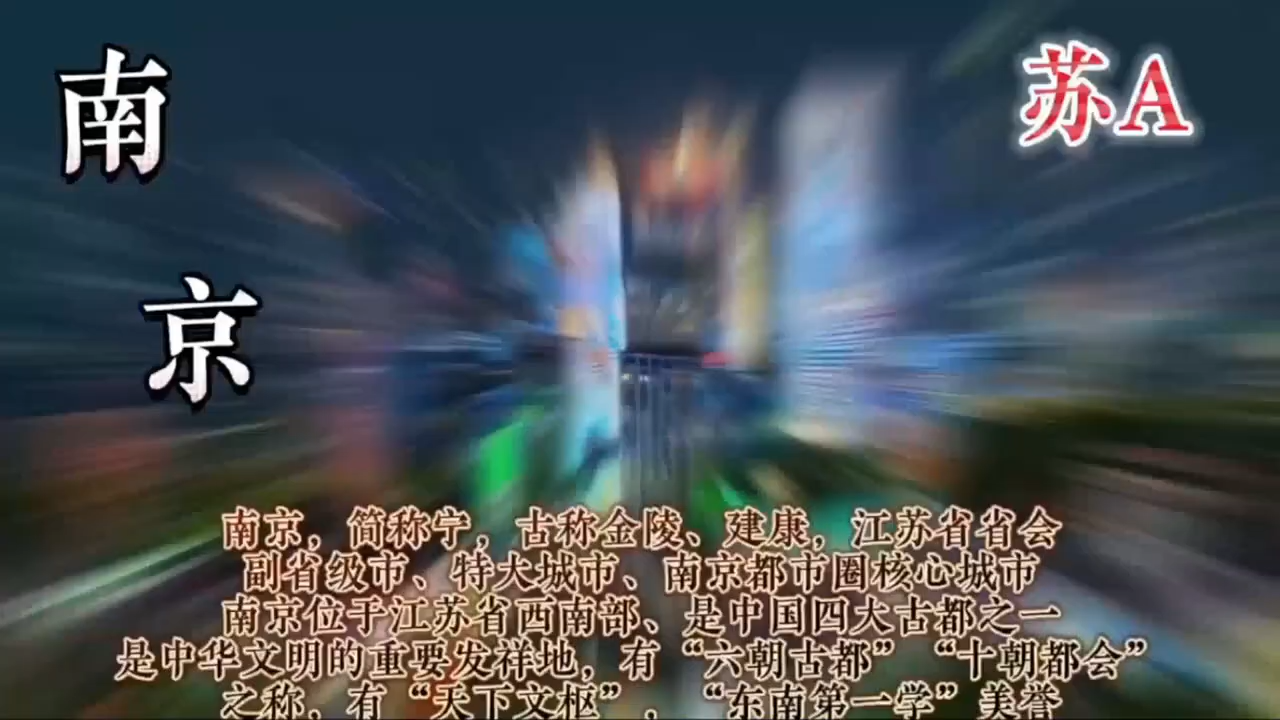 南京
苏A
南京，简称宁，古称金陵、建康，江苏省省会
副省级市、特大城市、南京都市圈核心城市
南京位于江苏省西南部、是中国四大古都之一
是中华文明的重要发祥地，有“六朝古都”“十朝都会”
之称，有“天下文枢”，“东南第一学”美誉